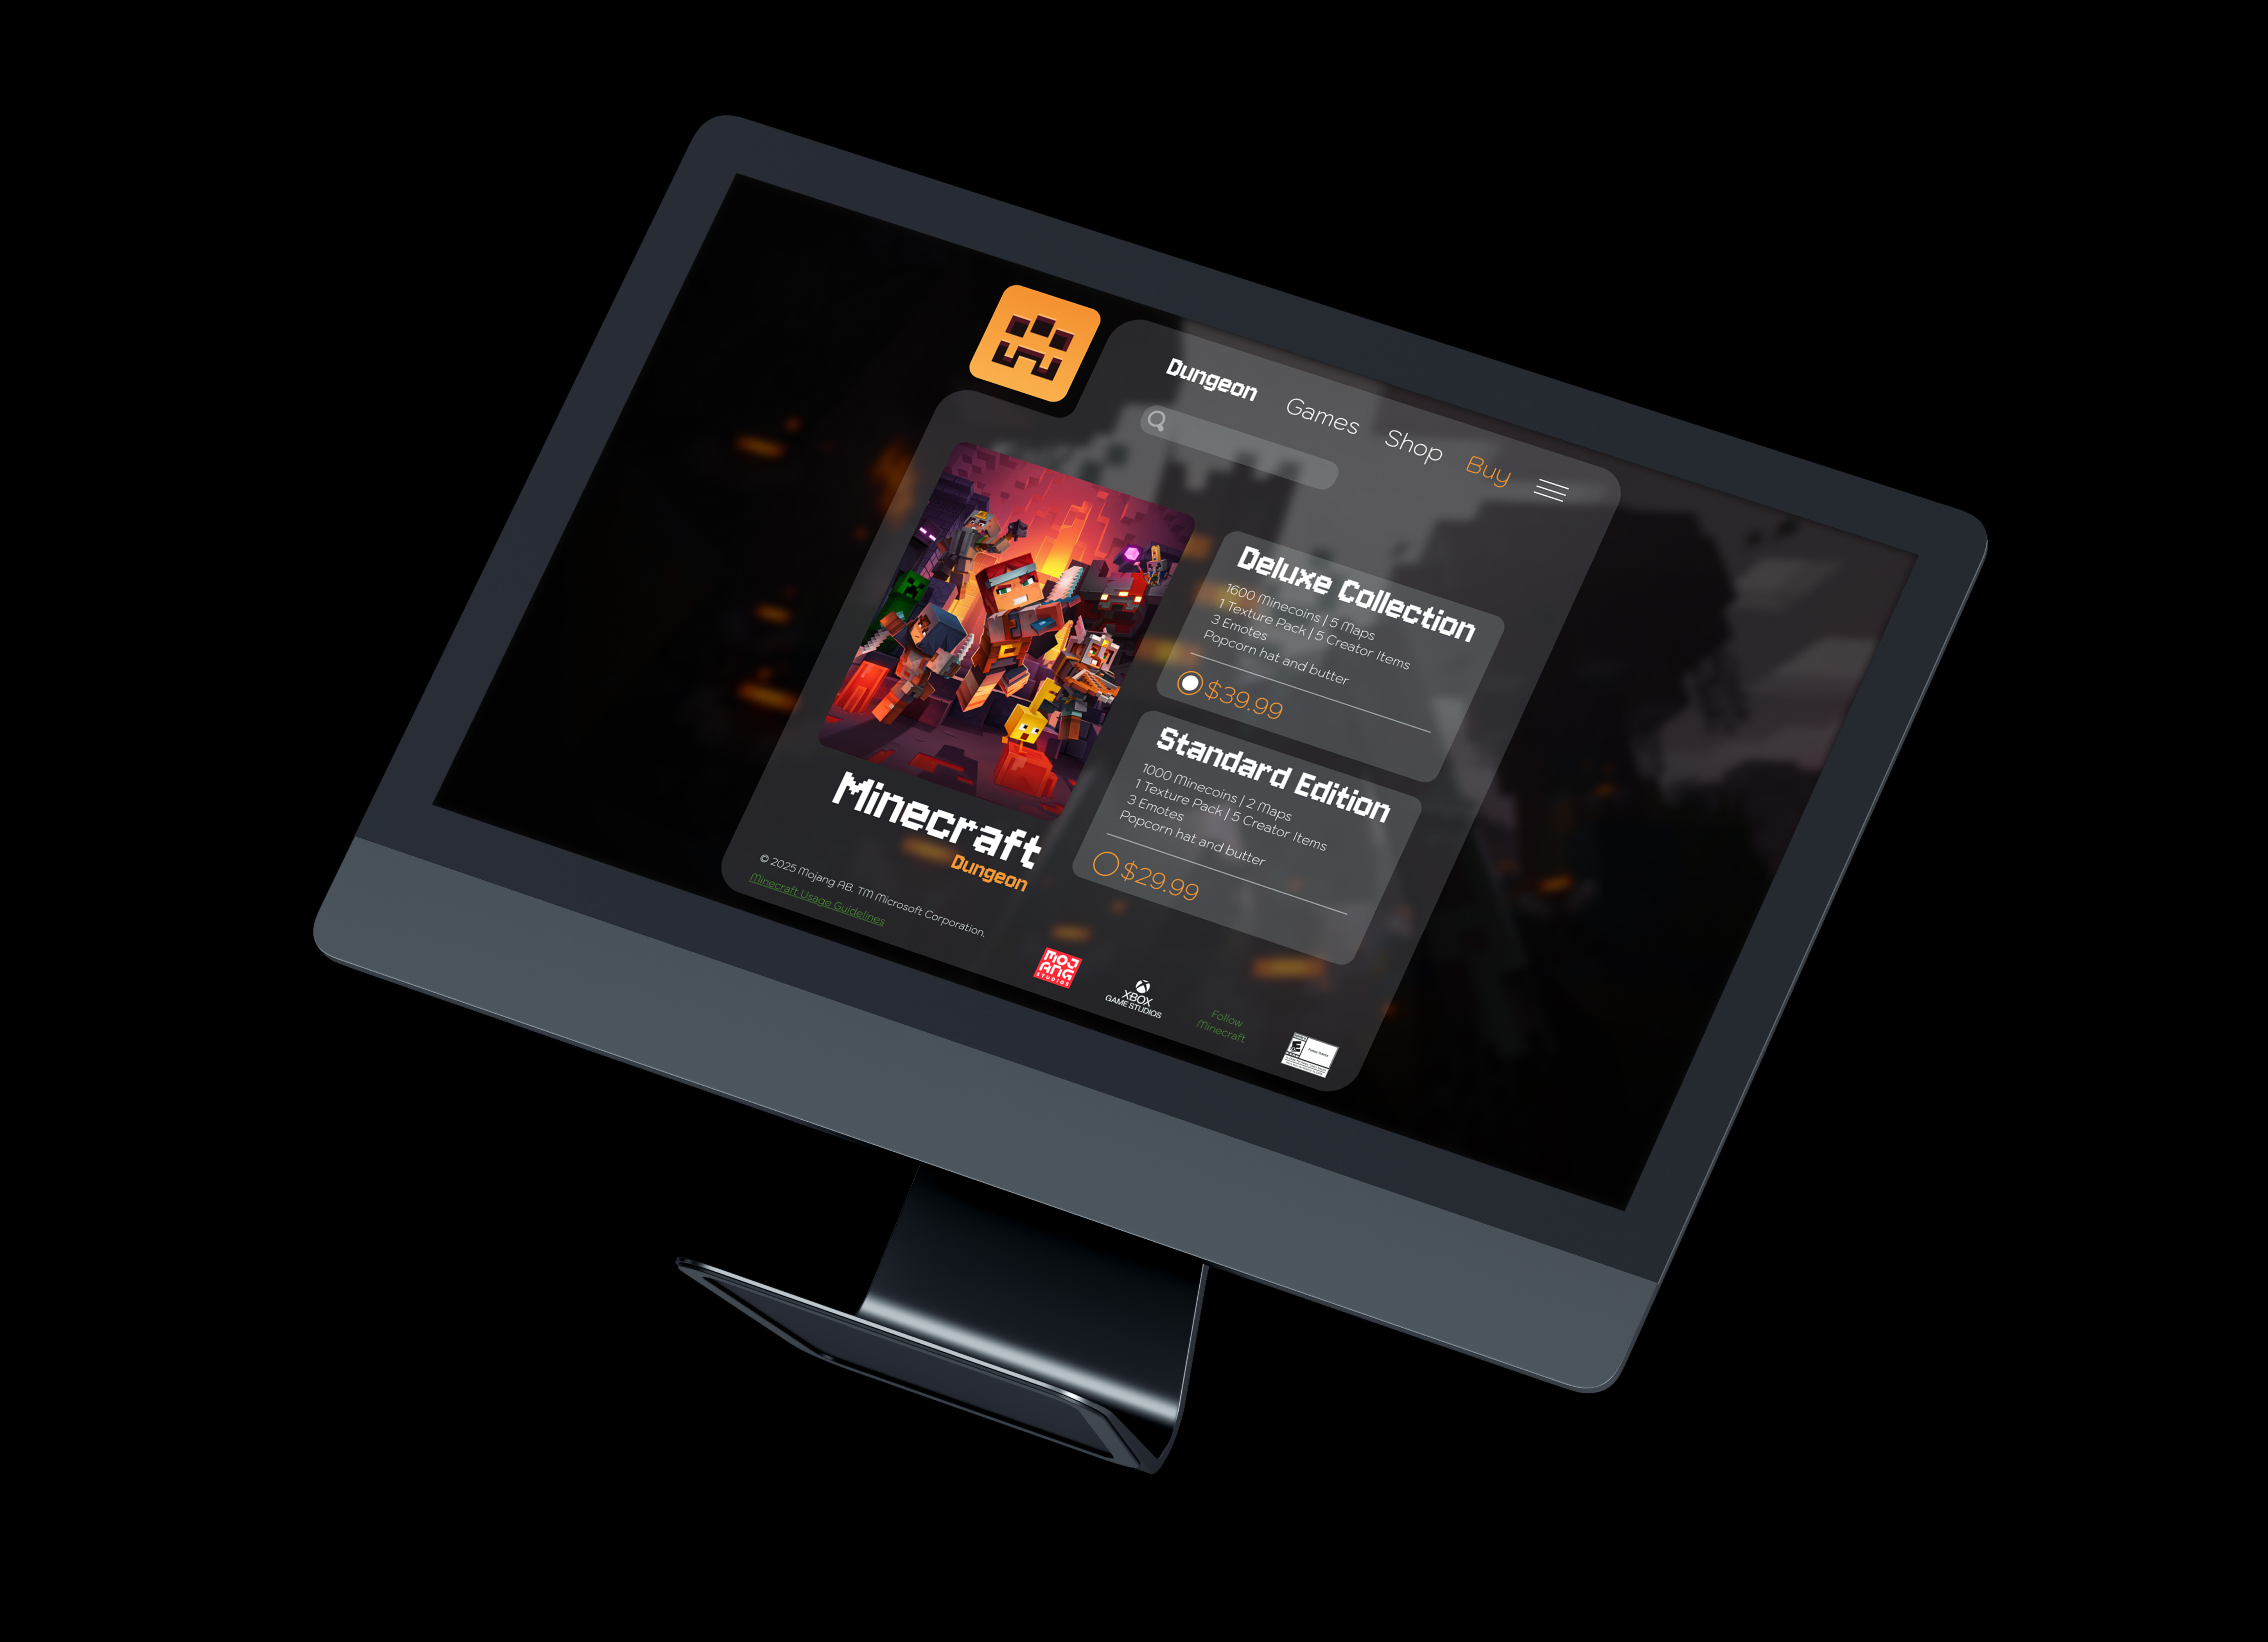 Dungeon
Games
Shop
Buy
Deluxe Collection
1600 Minecoins | 5 Maps
1 Texture Pack | 5 Creator Items
3 Emotes
Popcorn hat and butter
$39.99
Standard Edition
1000 Minecoins | 2 Maps
1 Texture Pack | 5 Creator Items
3 Emotes
Popcorn hat and butter
$29.99
Minecraft
Dungeon
© 2025 Mojang AB. TM Microsoft Corporation.
Minecraft Usage Guidelines
MOJ
ANG
STUDIOS
XBOX
GAME STUDIOS
Follow
Minecraft